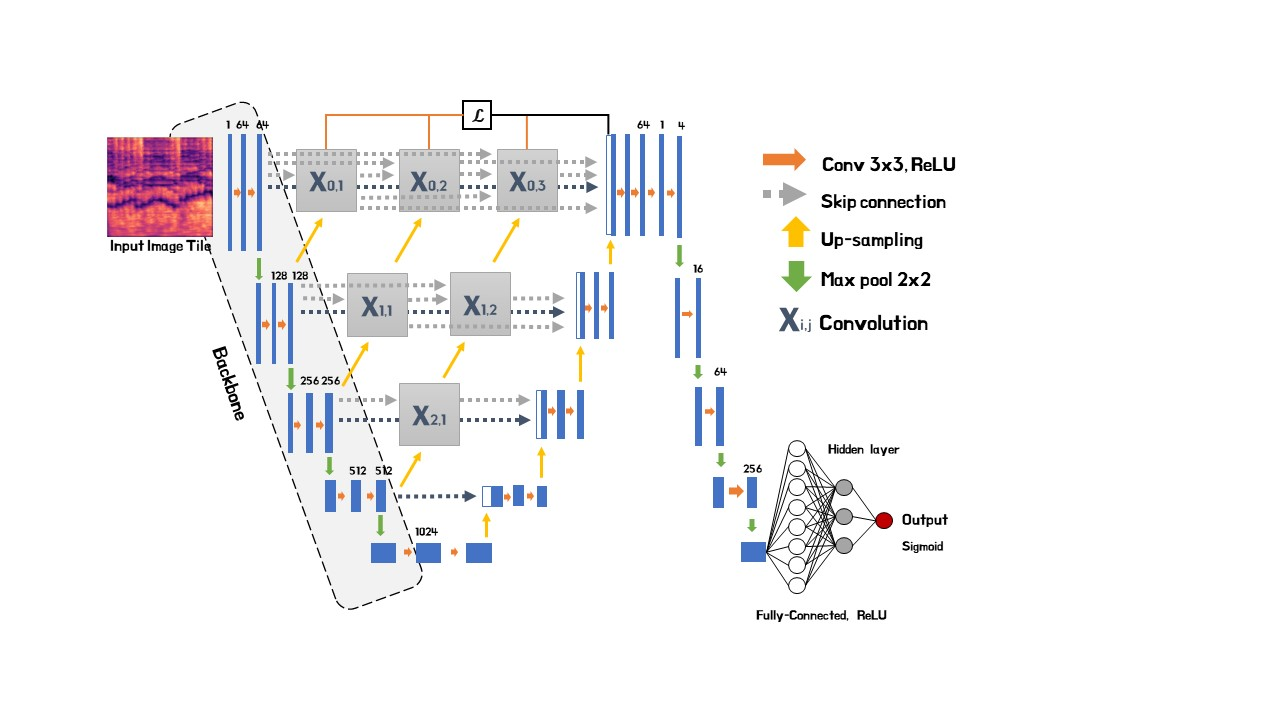 ℒ
1 64 64
64 1 4
X0,1
X0,2
X0,3
Input Image Tile
Conv 3x3, ReLU
Skip connection
Up-sampling
Max pool 2x2
Xi,j Convolution
128 128
X1,1
X1,2
16
Backbone
256 256
X2,1
64
512 512
256
1024
Hidden layer
Output
Sigmoid
Fully-Connected, ReLU